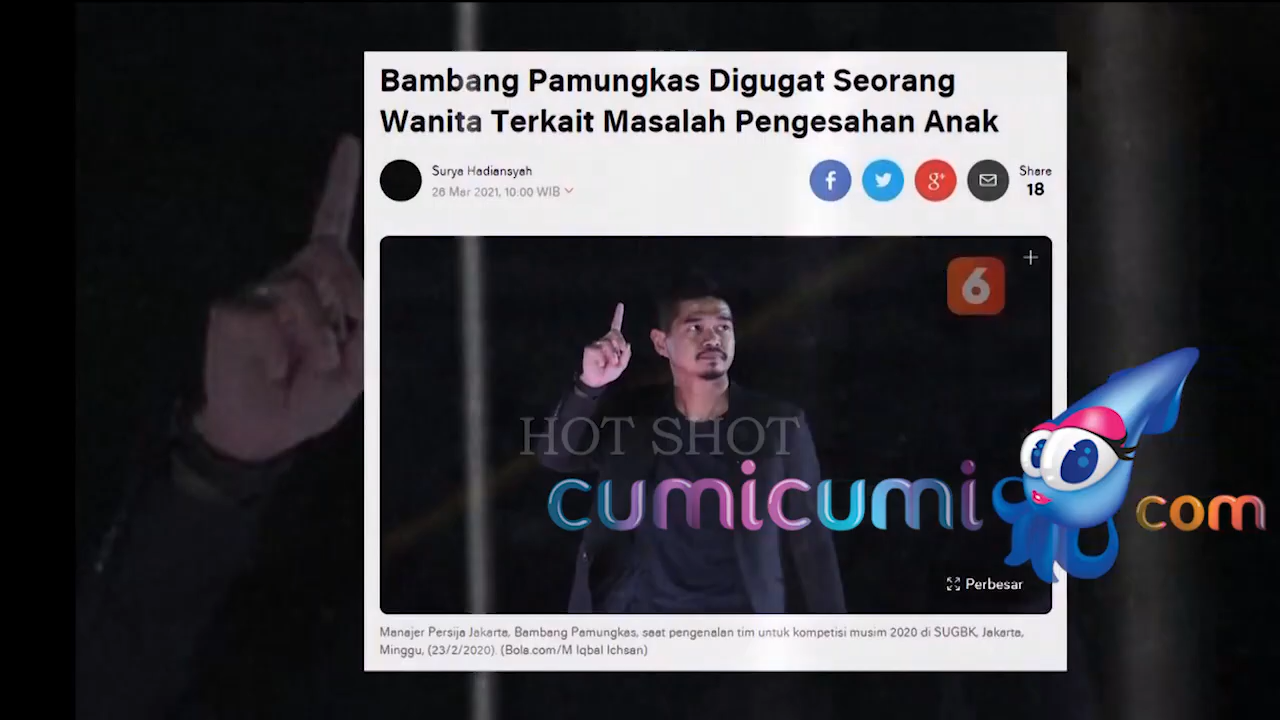 Bambang Pamungkas Digugat Seorang
Wanita Terkait Masalah Pengesahan Anak
Surya Hadiansyah
26 Mar 2021, 10:00 WIB
Share
18
6
HOT SHOT
cumicumi.com
Perbesar
Manajer Persija Jakarta, Bambang Pamungkas, saat pengenalan tim untuk kompetisi musim 2020 di SUGBK, Jakarta,
Minggu, (23/2/2020). (Bola.com/M Iqbal Ichsan)